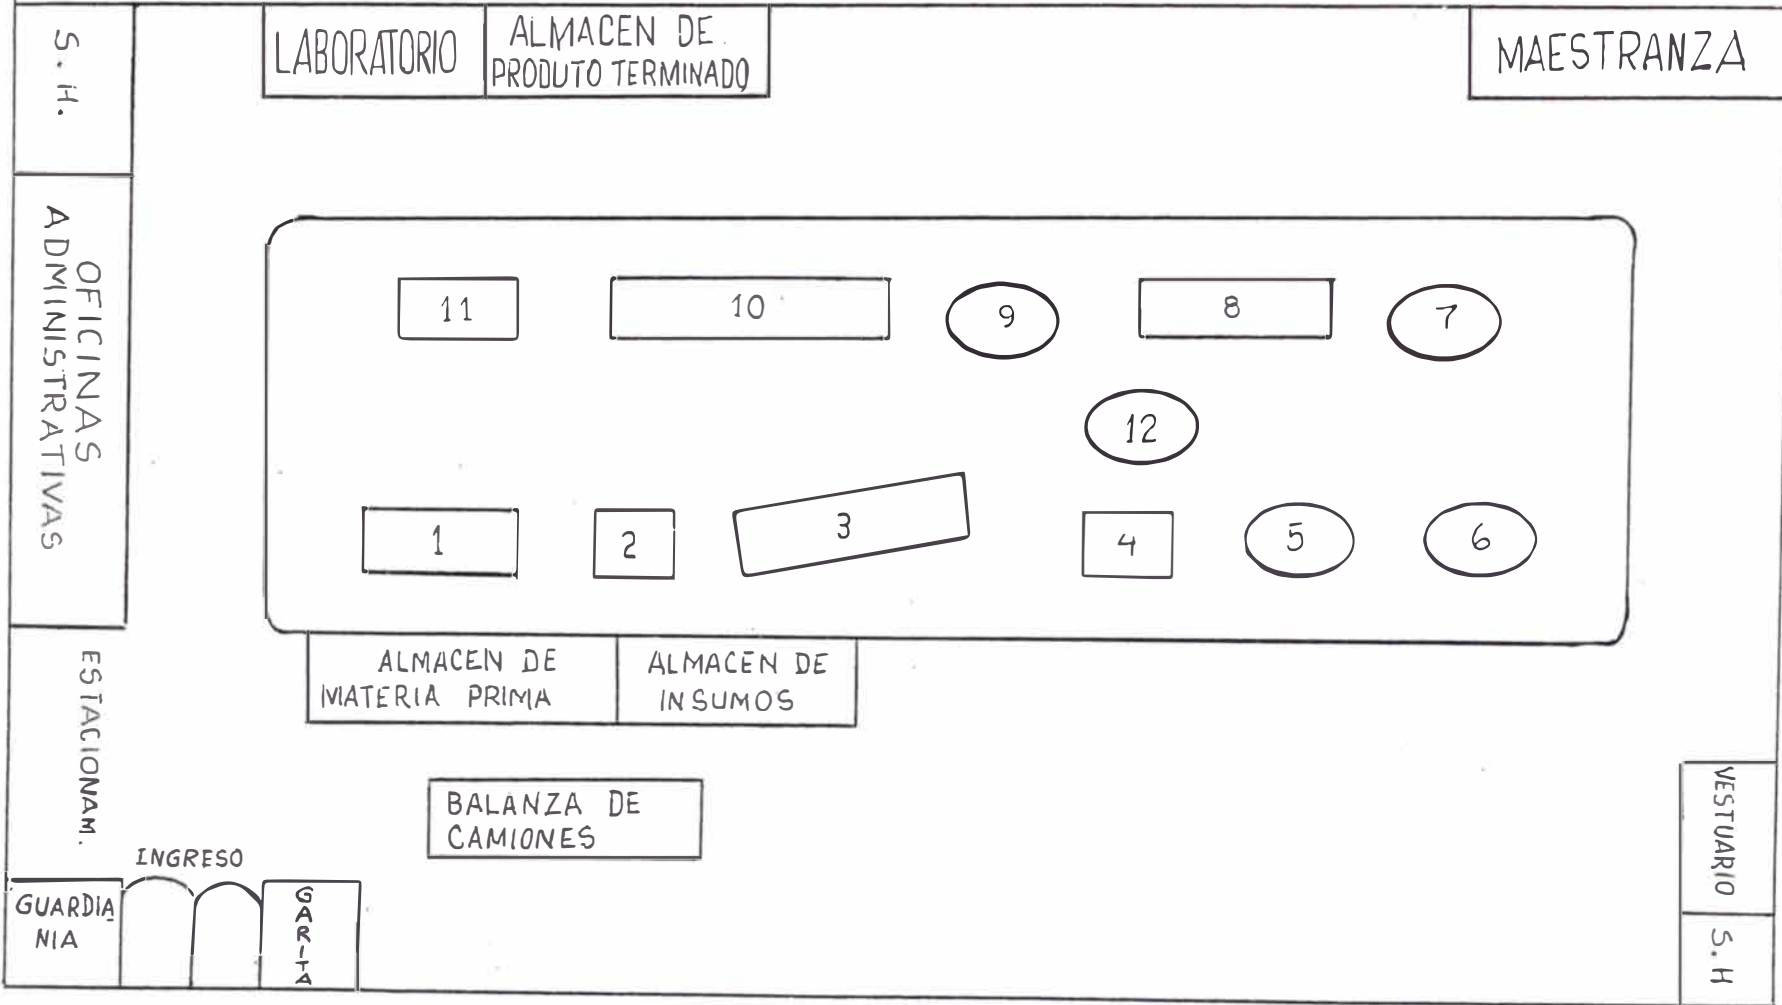 S. H.
LABORATORIO
ALMACEN DE
PRODUTO TERMINADO
MAESTRANZA
OFICINAS
ADMINISTRATIVAS
11
10
9
8
7
12
1
2
3
4
5
6
ESTACIONAM.
ALMACEN DE
MATERIA PRIMA
ALMACEN DE
INSUMOS
BALANZA DE
CAMIONES
VESTUARIO
S.H
INGRESO
GUARDIA
NIA
GARITA